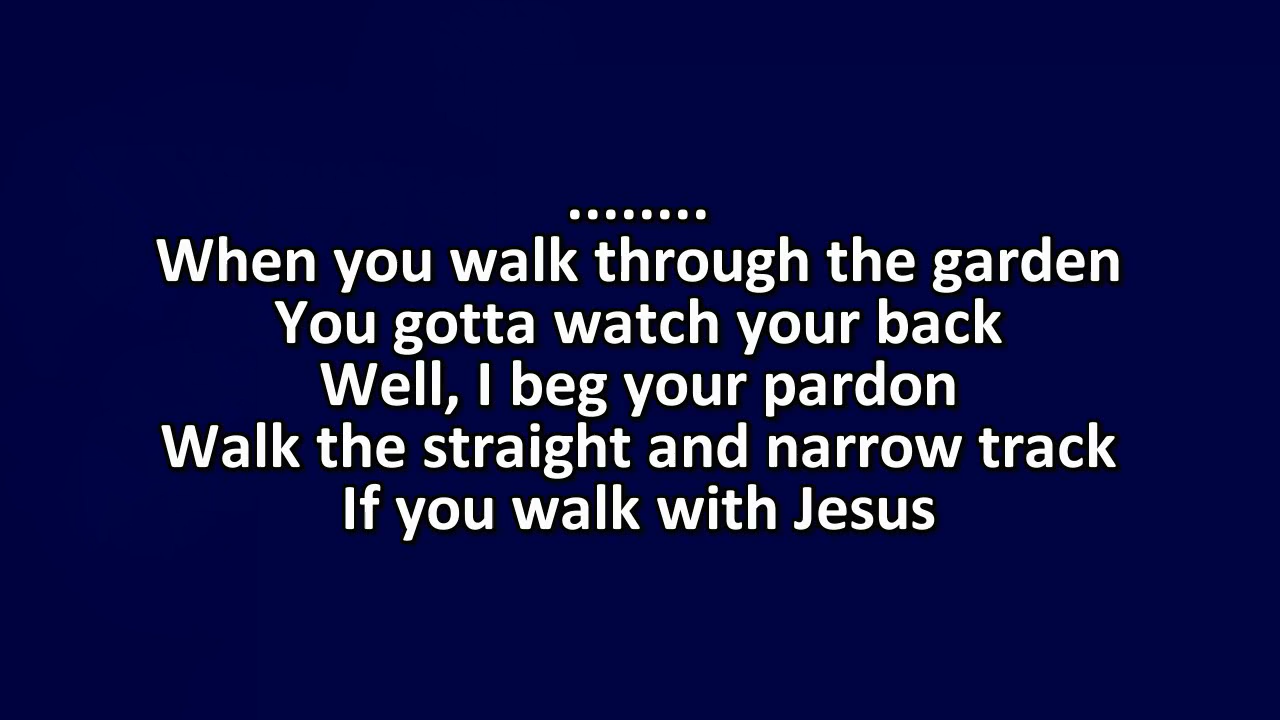 ........
When you walk through the garden
You gotta watch your back
Well, I beg your pardon
Walk the straight and narrow track
If you walk with Jesus